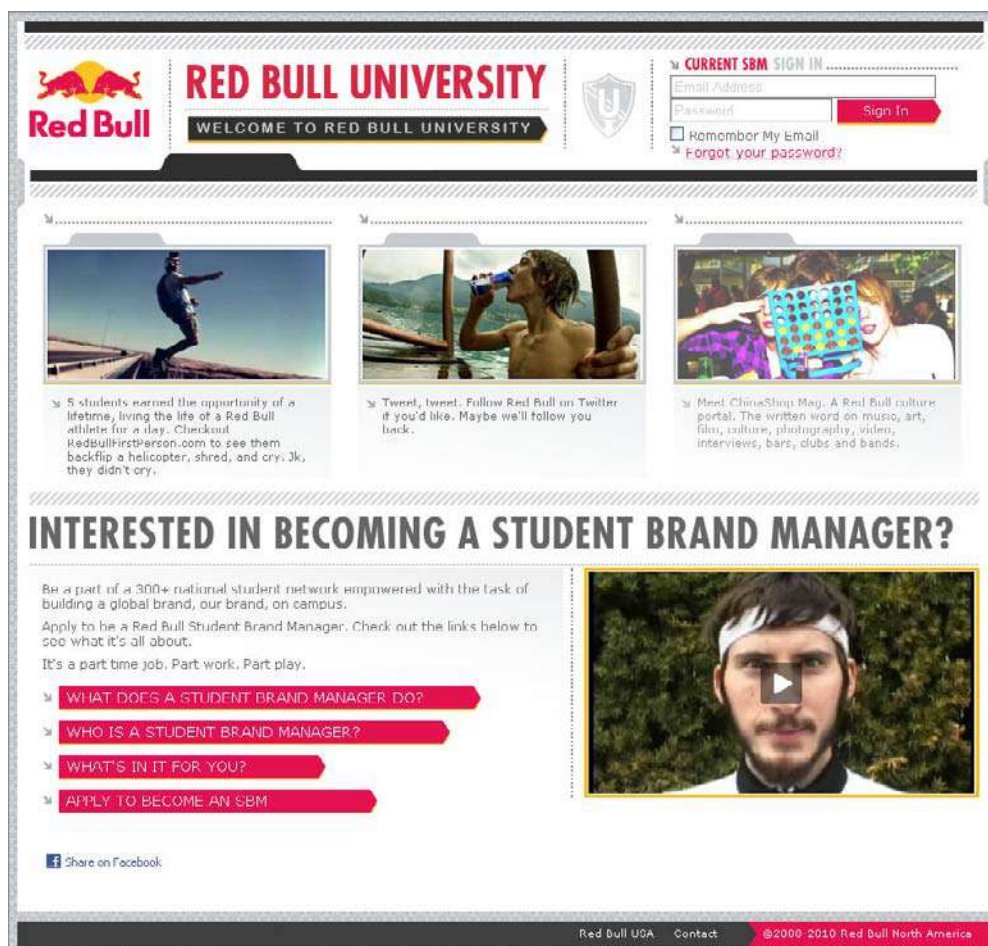 Red Bull
RED BULL UNIVERSITY
WELCOME TO RED BULL UNIVERSITY
U
CURRENT SBM SIGN IN
Email Address
Password
Sign In
Remember My Email
Forgot your password?
5 students earned the opportunity of a
lifetime, living the life of a Red Bull
athlete for a day. Checkout
RedBullFirstPerson.com to see them
backflip a helicopter, shred, and cry. Jk,
they didn't cry.
Tweet, tweet. Follow Red Bull on Twitter
if you'd like. Maybe we'll follow you
back.
Meet ChinaShop Mag. A Red Bull culture
portal. The written word on music, art,
film, culture, photography, video,
interviews, bars, clubs and bands.
INTERESTED IN BECOMING A STUDENT BRAND MANAGER?
Be a part of a 300+ national student network empowered with the task of
building a global brand, our brand, on campus.
Apply to be a Red Bull Student Brand Manager. Check out the links below to
see what it's all about.
It's a part time job. Part work. Part play.
WHAT DOES A STUDENT BRAND MANAGER DO?
WHO IS A STUDENT BRAND MANAGER?
WHAT'S IN IT FOR YOU?
APPLY TO BECOME AN SBM
f Share on Facebook
Red Bull USA Contact ©2000-2010 Red Bull North America